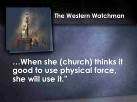 The Western Watchman
…When she (church) thinks it
good to use physical force,
she will use it."